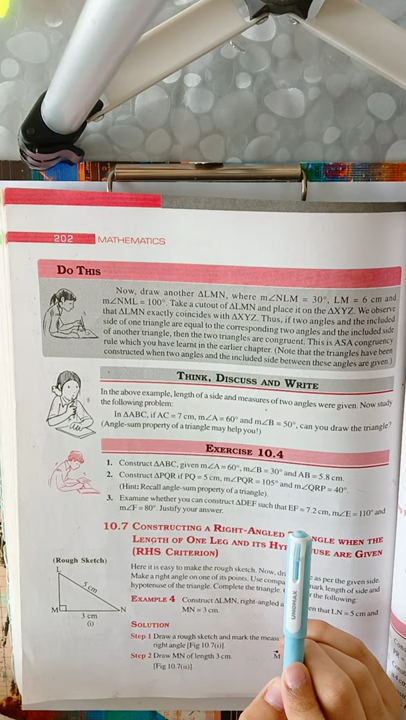 202 MATHEMATICS
DO THIS
Now, draw another ΔLMN, where m∠NLM = 30°, LM = 6 cm and
m∠NML = 100°. Take a cutout of ΔLMN and place it on the ΔXYZ. We observe
that ΔLMN exactly coincides with ΔXYZ. Thus, if two angles and the included
side of one triangle are equal to the corresponding two angles and the included side
of another triangle, then the two triangles are congruent. This is ASA congruency
rule which you have learnt in the earlier chapter. (Note that the triangles have been
constructed when two angles and the included side between these angles are given.)
THINK, DISCUSS AND WRITE
In the above example, length of a side and measures of two angles were given. Now study
the following problem:
In ΔABC, if AC = 7 cm, m∠A = 60° and m∠B = 50°, can you draw the triangle?
(Angle-sum property of a triangle may help you!)
EXERCISE 10.4
1. Construct ΔABC, given m∠A = 60°, m∠B = 30° and AB = 5.8 cm.
2. Construct ΔPQR if PQ = 5 cm, m∠PQR = 105° and m∠QRP = 40°.
(Hint: Recall angle-sum property of a triangle).
3. Examine whether you can construct ΔDEF such that EF = 7.2 cm, m∠E = 110° and
m∠F = 80°. Justify your answer.
10.7 CONSTRUCTING A RIGHT-ANGLED WHEN THE
LENGTH OF ONE LEG AND ITS ARE GIVEN
(RHS CRITERION)
(Rough Sketch)
L
5 cm
M
N
3 cm
(i)
Here it is easy to make the rough sketch. Now, as per the given side.
Make a right angle on one of its points. Use mark length of side and
hypotenuse of the triangle. Complete the triangle. the following:
EXAMPLE 4 Construct ΔLMN, right-angled that LN = 5 cm and
MN = 3 cm.
SOLUTION
Step 1 Draw a rough sketch and mark the
right angle [Fig 10.7(i)].
Step 2 Draw MN of length 3 cm.
[Fig 10.7(ii)].
M
UNOMAX